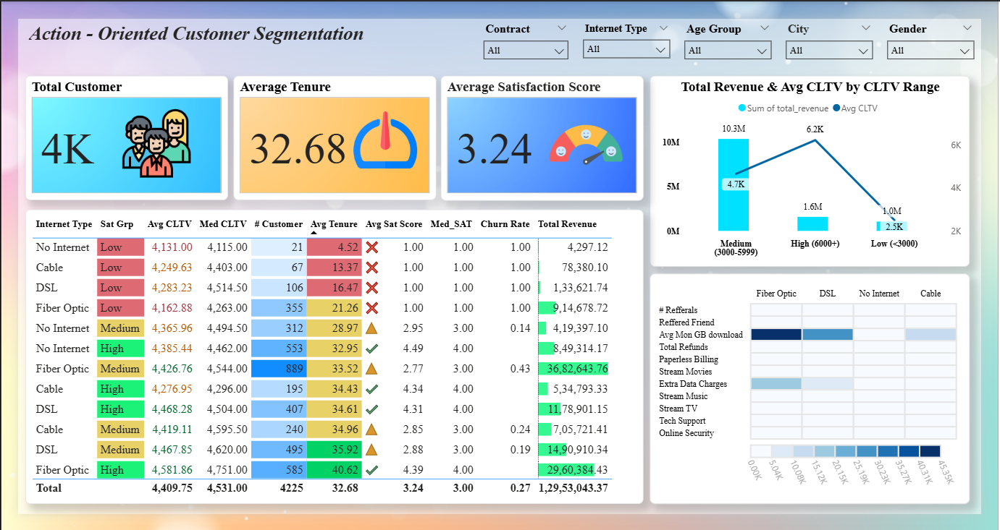 Action - Oriented Customer Segmentation
Contract
Internet Type
Age Group
City
Gender
All
All
All
All
All
Total Customer
4K
Average Tenure
32.68
Average Satisfaction Score
3.24
Total Revenue & Avg CLTV by CLTV Range
Sum of total_revenue Avg CLTV
10M
5M
0M
10.3M
4.7K
6.2K
1.6M
1.0M
2.5K
6K
4K
2K
Medium
(3000-5999)
High (6000+)
Low (<3000)
Internet Type Sat Grp Avg CLTV Med CLTV # Customer Avg Tenure Avg Sat Score Med_SAT Churn Rate Total Revenue
No Internet Low 4,131.00 4,115.00 21 4.52 1.00 1.00 1.00 4,297.12
Cable Low 4,249.63 4,403.00 67 13.37 1.00 1.00 1.00 78,380.10
DSL Low 4,283.23 4,514.50 106 16.47 1.00 1.00 1.00 1,33,621.74
Fiber Optic Low 4,162.88 4,263.00 355 21.26 1.00 1.00 1.00 9,14,678.72
No Internet Medium 4,365.96 4,494.50 312 28.97 2.95 3.00 0.14 4,19,397.10
No Internet High 4,385.44 4,462.00 553 32.95 4.49 4.00 8,49,314.17
Fiber Optic Medium 4,426.76 4,544.00 889 33.52 2.77 3.00 0.43 36,82,643.76
Cable High 4,276.95 4,296.00 195 34.43 4.34 4.00 5,34,793.33
DSL High 4,468.28 4,504.00 407 34.61 4.31 4.00 11,78,901.15
Cable Medium 4,419.11 4,595.50 240 34.96 2.85 3.00 0.24 7,05,721.41
DSL Medium 4,467.85 4,620.00 495 35.92 2.88 3.00 0.19 14,90,910.34
Fiber Optic High 4,581.86 4,751.00 585 40.62 4.39 4.00 29,60,384.43
Total 4,409.75 4,531.00 4225 32.68 3.24 3.00 0.27 1,29,53,043.37
Fiber Optic DSL No Internet Cable
# Refferals
Reffered Friend
Avg Mon GB download
Total Refunds
Paperless Billing
Stream Movies
Extra Data Charges
Stream Music
Stream TV
Tech Support
Online Security
0.00K 5.04K 10.08K 15.12K 20.15K 25.19K 30.23K 35.27K 40.31K 45.35K